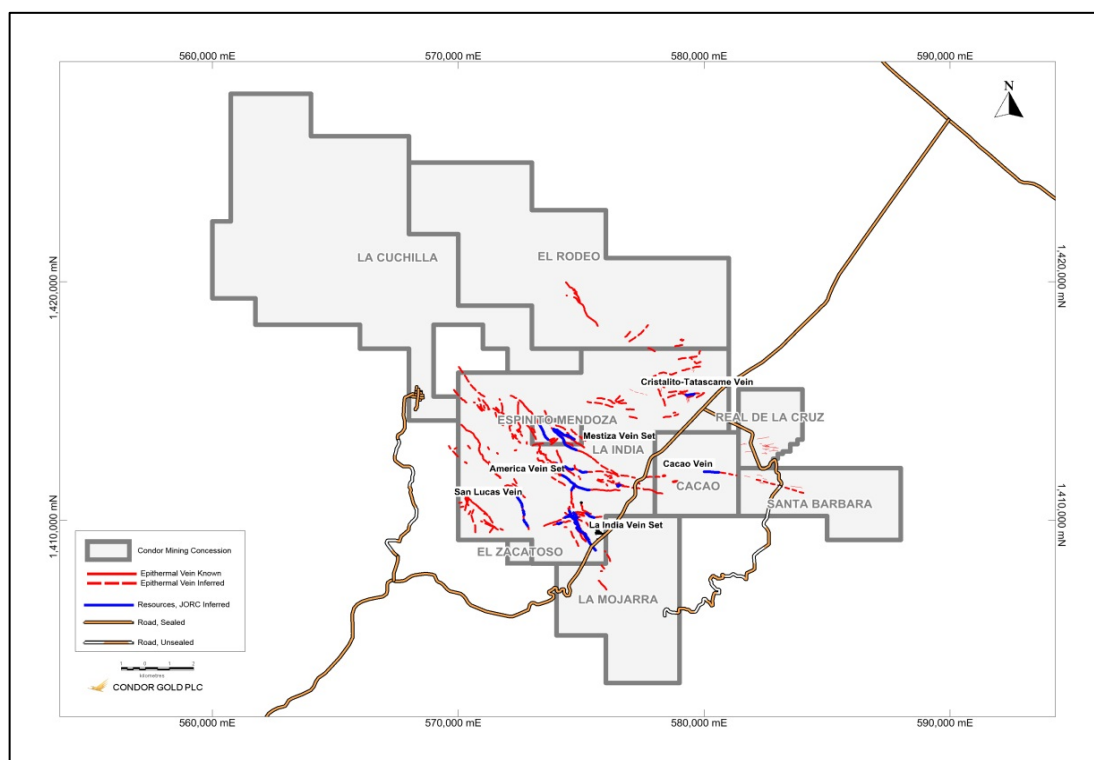 560,000 mE
570,000 mE
580,000 mE
590,000 mE
N
LA CUCHILLA
EL RODEO
1,420,000 mN
1,420,000 mN
Cristalito-Tatascame Vein
REAL DE LA CRUZ
ESPINITO MENDOZA
Mestiza Vein Set
LA INDIA
America Vein Set
Cacao Vein
San Lucas Vein
CACAO
SANTA BARBARA
1,410,000 mN
1,410,000 mN
La India Vein Set
EL ZACATOSO
LA MOJARRA
Condor Mining Concession
Epithermal Vein Known
Epithermal Vein Inferred
Resources, JORC Inferred
Road, Sealed
Road, Unsealed
1 0 1 2
kilometres
CONDOR GOLD PLC
560,000 mE
570,000 mE
580,000 mE
590,000 mE